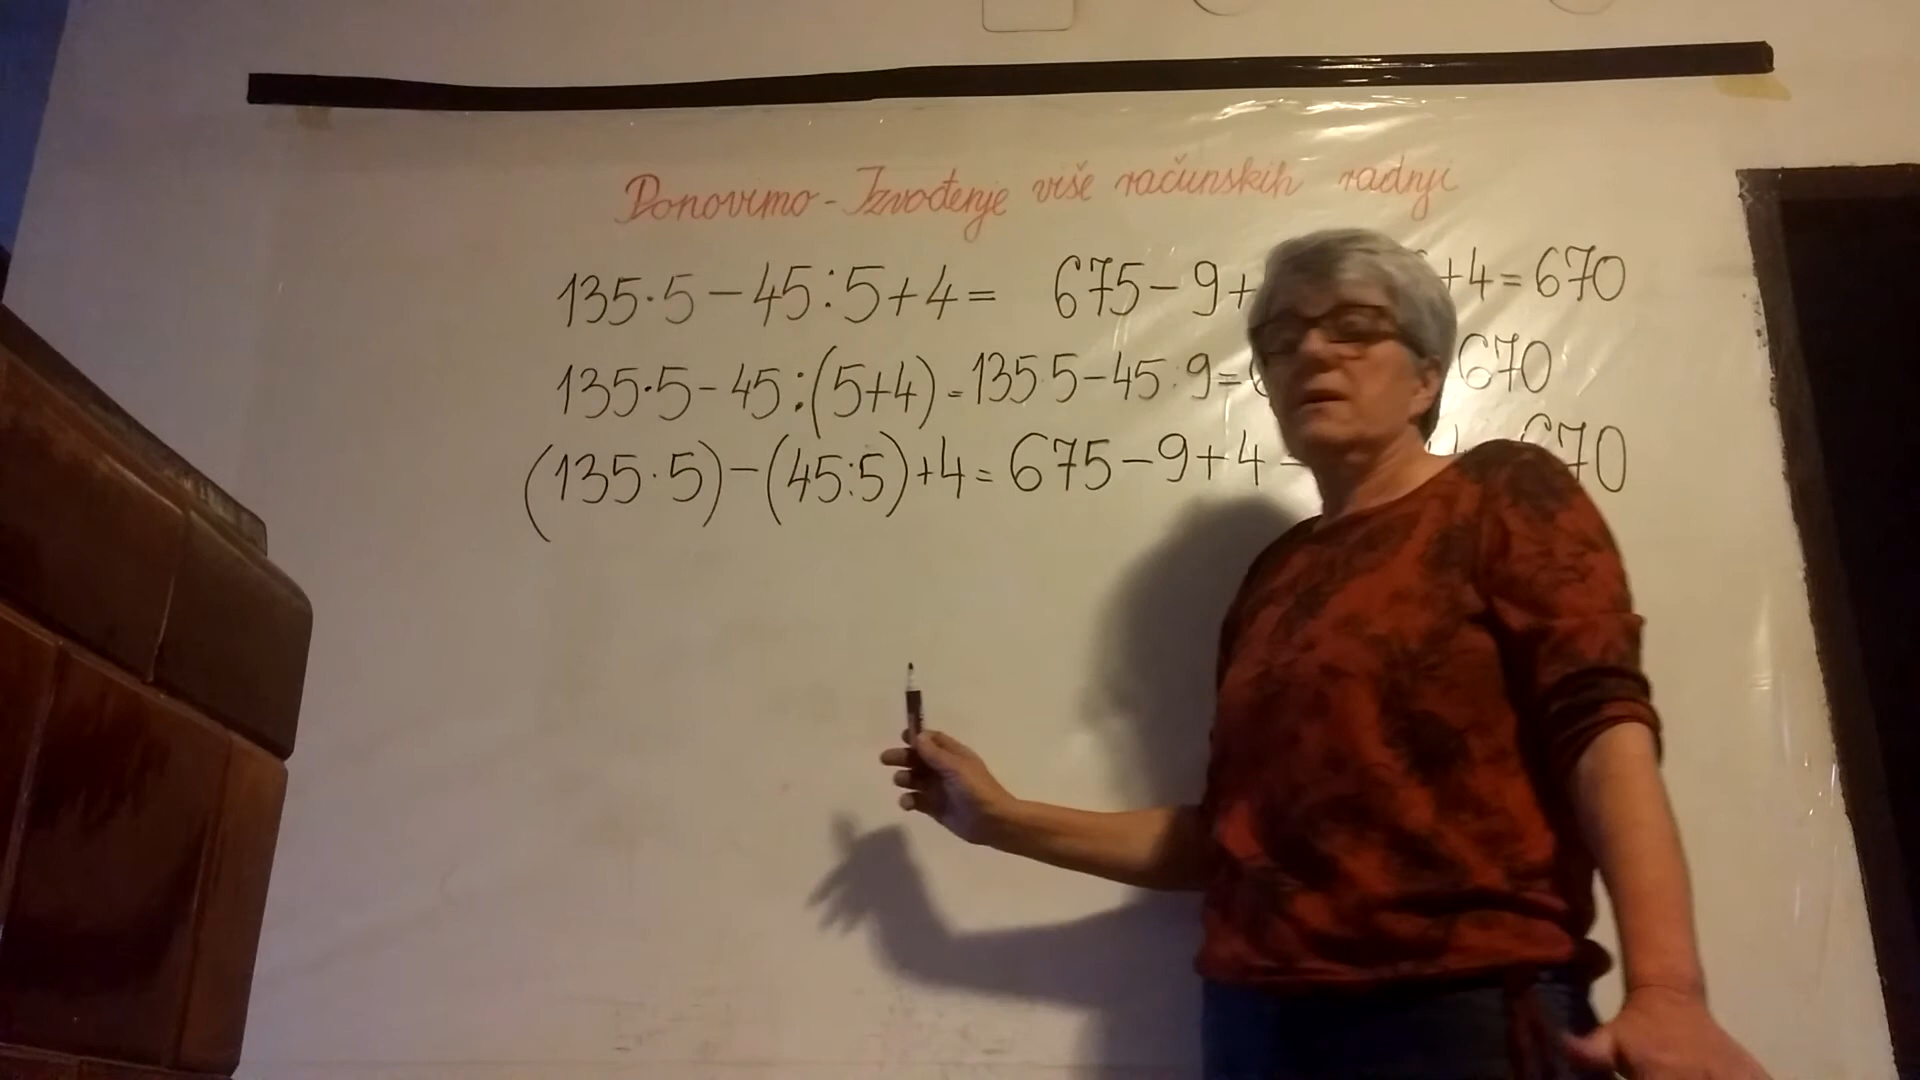 Ponovimo - Izvođenje više računskih radnji
135·5-45:5+4= 675-9+ +4=670
135·5-45:(5+4)=135·5-45:9= 670
(135·5)-(45:5)+4=675-9+4= 670